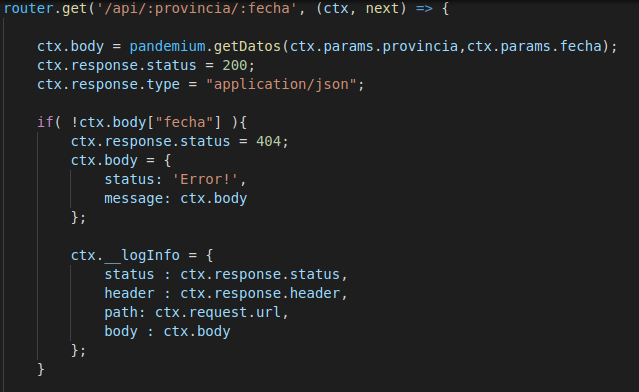 router.get('/api/:provincia/:fecha', (ctx, next) => {
ctx.body = pandemium.getDatos(ctx.params.provincia,ctx.params.fecha);
ctx.response.status = 200;
ctx.response.type = "application/json";
if( !ctx.body["fecha"] ){
ctx.response.status = 404;
ctx.body = {
status: 'Error!',
message: ctx.body
};
ctx.__logInfo = {
status : ctx.response.status,
header : ctx.response.header,
path: ctx.request.url,
body : ctx.body
};
}